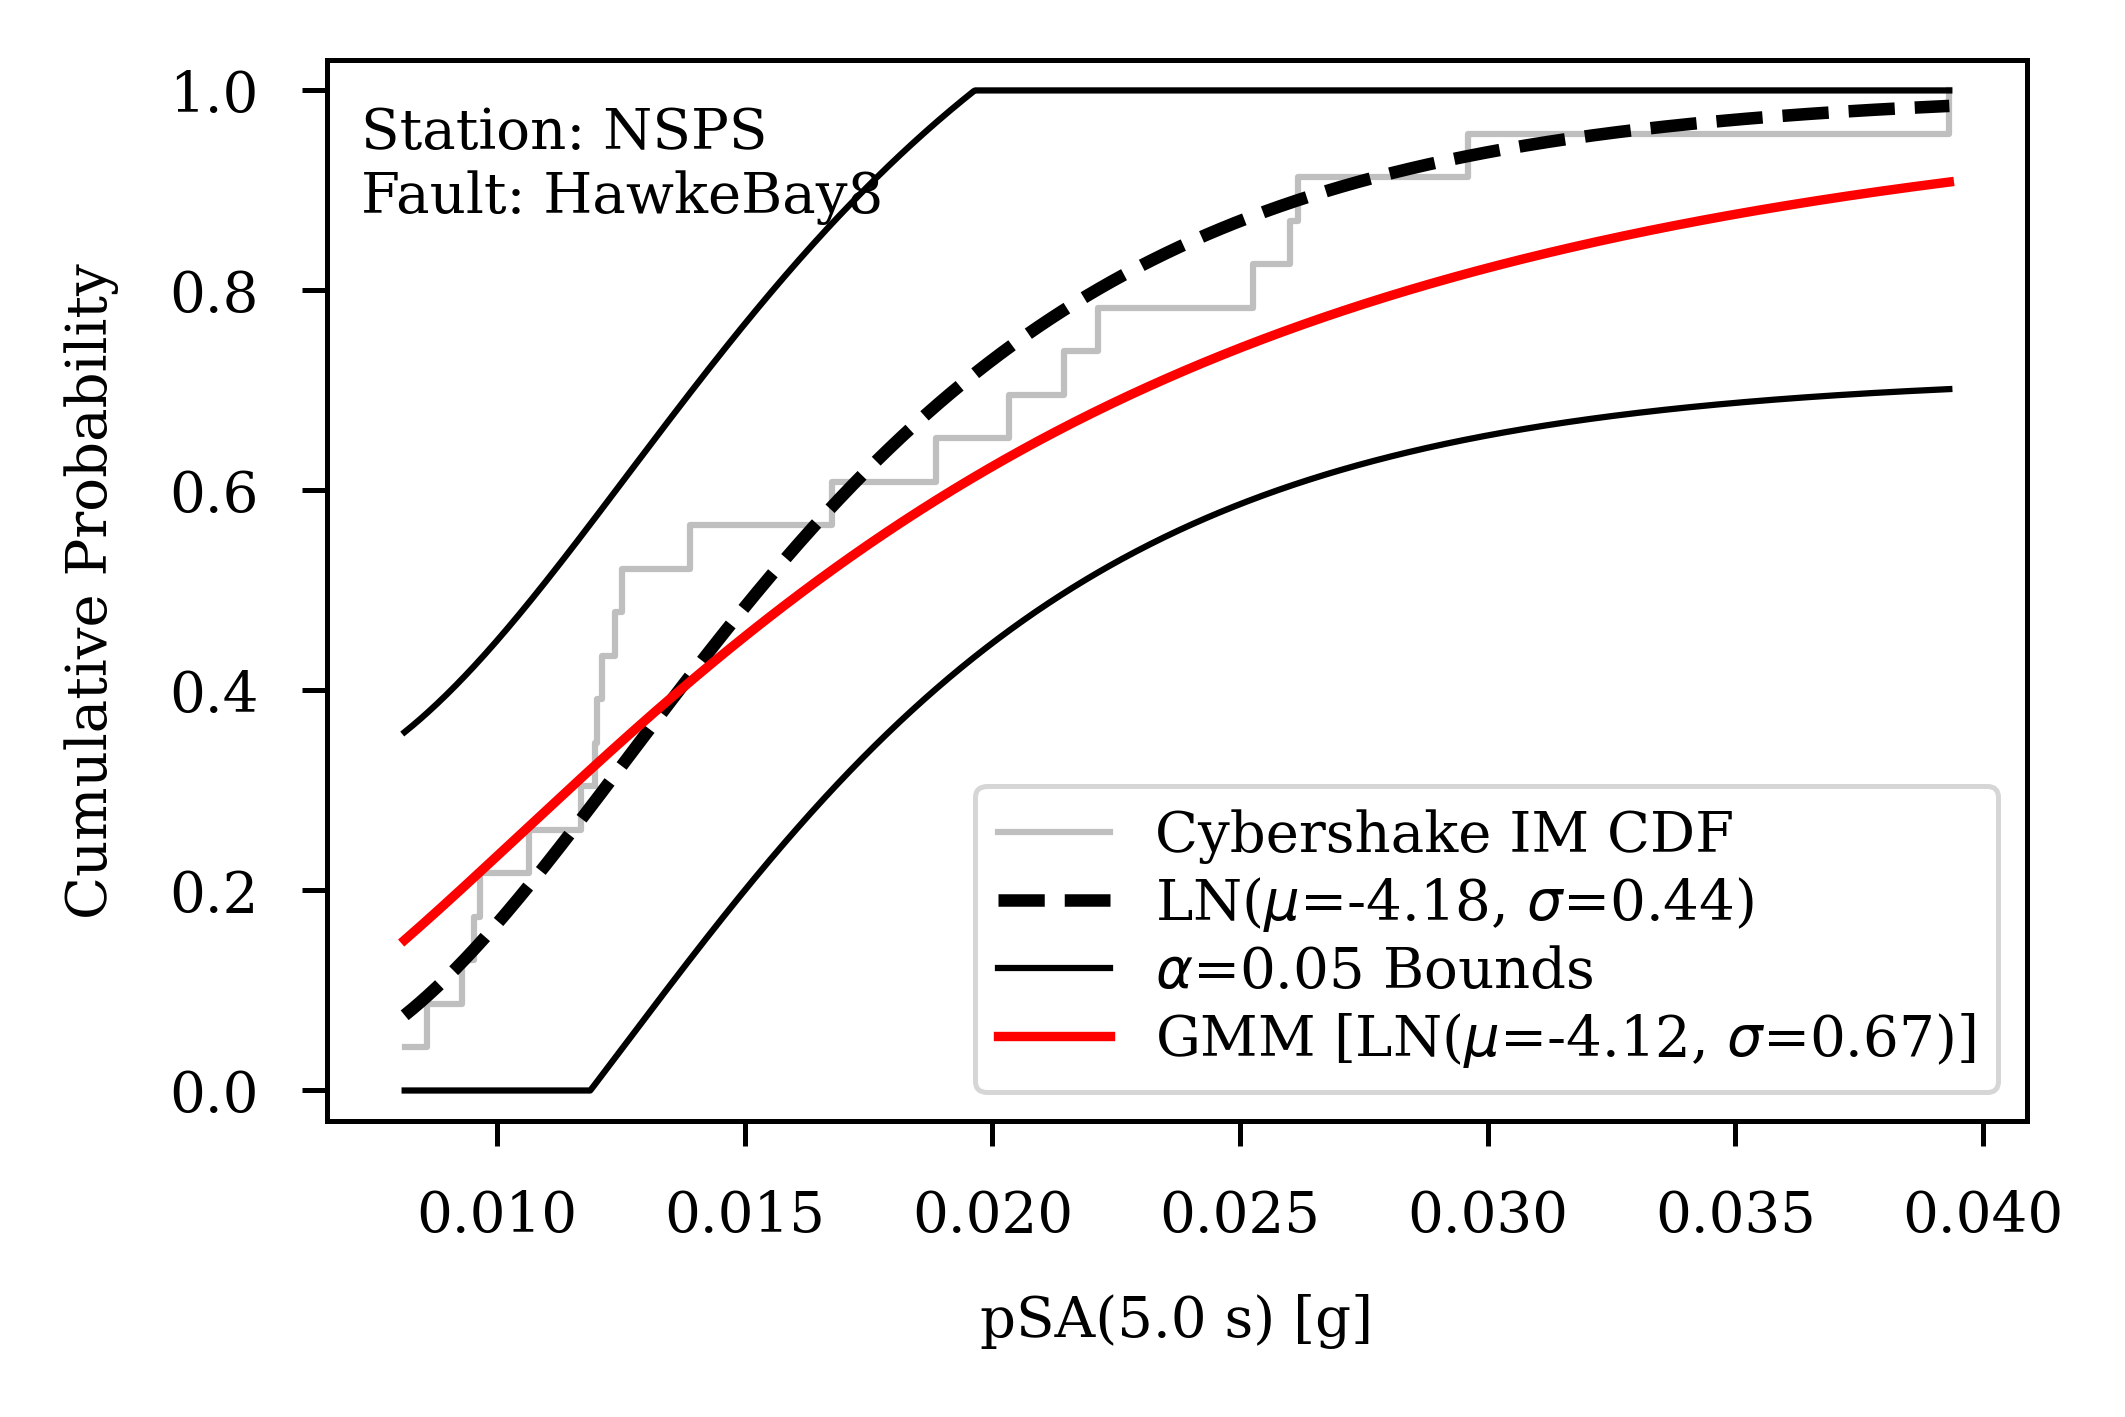 Station: NSPS
Fault: HawkeBay8
Cumulative Probability
1.0
0.8
0.6
0.4
0.2
0.0
Cybershake IM CDF
LN(μ=-4.18, σ=0.44)
α=0.05 Bounds
GMM [LN(μ=-4.12, σ=0.67)]
0.010 0.015 0.020 0.025 0.030 0.035 0.040
pSA(5.0 s) [g]